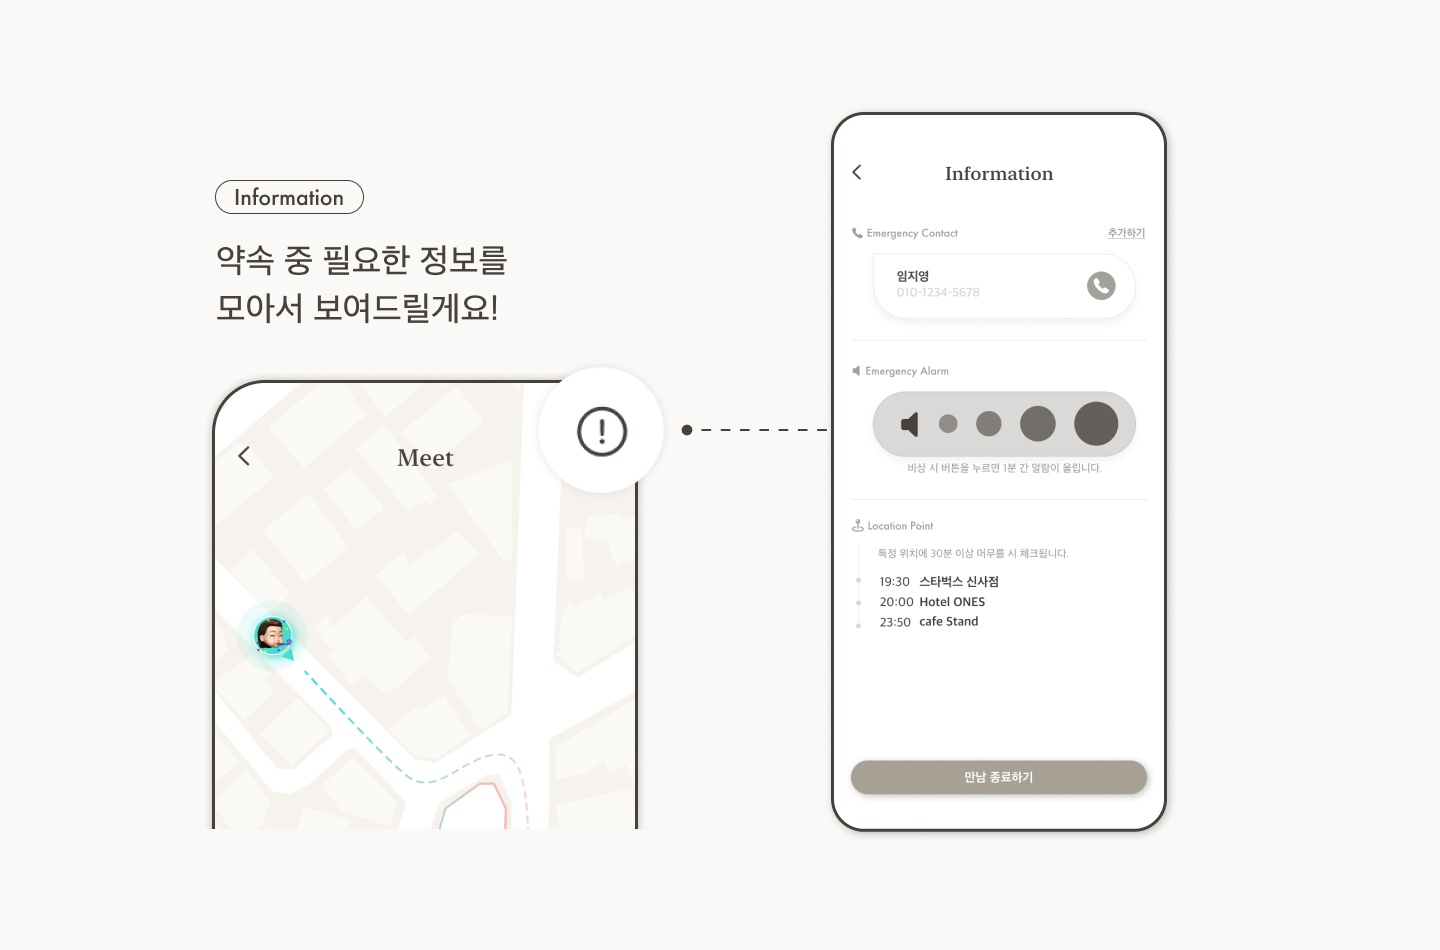 Information
약속 중 필요한 정보를
모아서 보여드릴게요!
Meet
Information
Emergency Contact
추가하기
임지영
010-1234-5678
Emergency Alarm
비상 시 버튼을 누르면 1분 간 알람이 울립니다.
Location Point
특정 위치에 30분 이상 머무를 시 체크됩니다.
19:30 스타벅스 신사점
20:00 Hotel ONES
23:50 cafe Stand
만남 종료하기